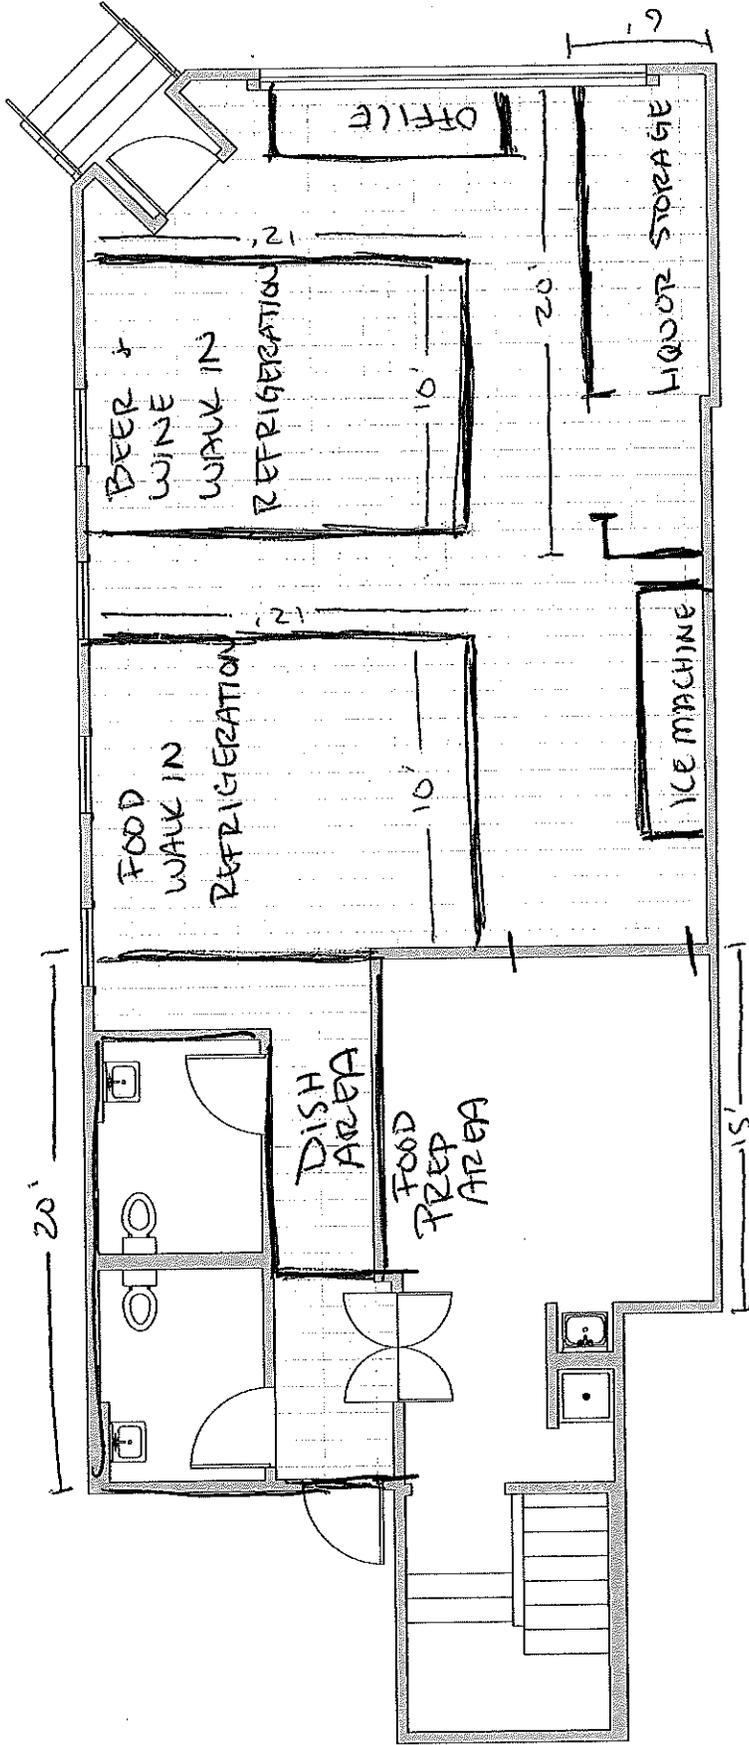 6'
OFFICE
LIQUOR STORAGE
12'
20'
BEER +
WINE
WALK IN
REFRIGERATION
10'
12'
FOOD
WALK IN
REFRIGERATION
10'
ICE MACHINE
20'
DISH
AREA
FOOD
PREP
AREA
15'